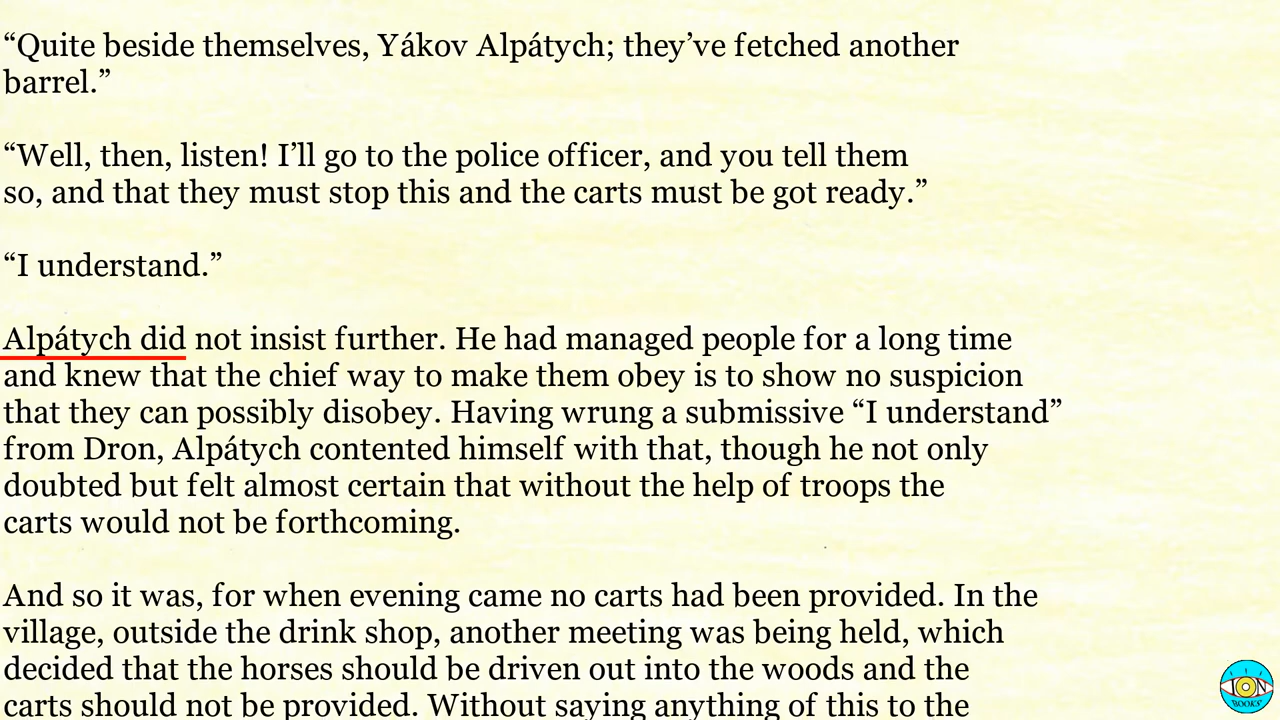 “Quite beside themselves, Yákov Alpátych; they’ve fetched another
barrel.”
“Well, then, listen! I’ll go to the police officer, and you tell them
so, and that they must stop this and the carts must be got ready.”
“I understand.”
Alpátych did not insist further. He had managed people for a long time
and knew that the chief way to make them obey is to show no suspicion
that they can possibly disobey. Having wrung a submissive “I understand”
from Dron, Alpátych contented himself with that, though he not only
doubted but felt almost certain that without the help of troops the
carts would not be forthcoming.
And so it was, for when evening came no carts had been provided. In the
village, outside the drink shop, another meeting was being held, which
decided that the horses should be driven out into the woods and the
carts should not be provided. Without saying anything of this to the
ION
BOOKS